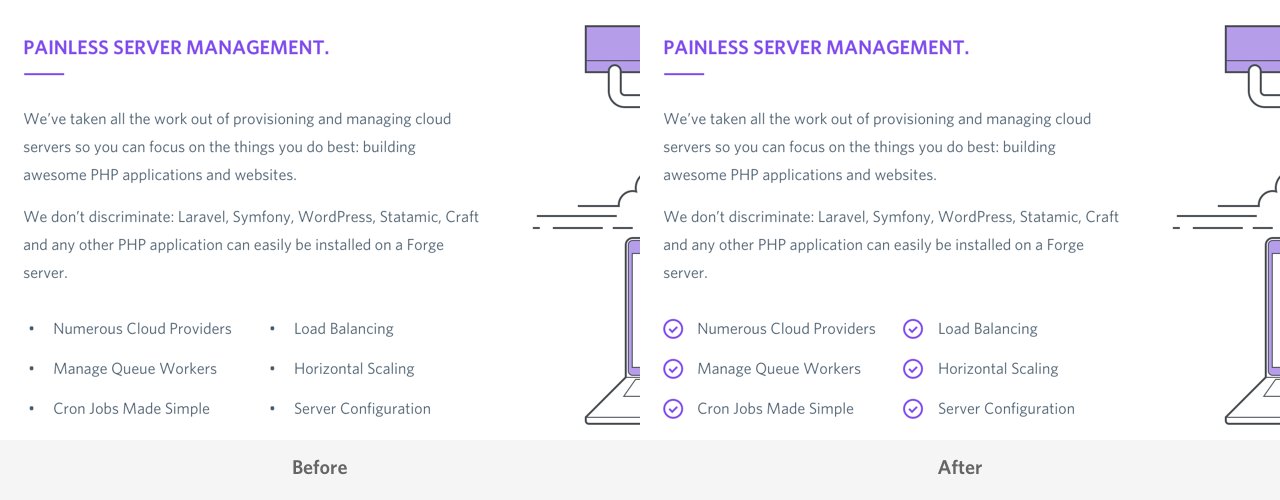 PAINLESS SERVER MANAGEMENT.
We’ve taken all the work out of provisioning and managing cloud
servers so you can focus on the things you do best: building
awesome PHP applications and websites.
We don’t discriminate: Laravel, Symfony, WordPress, Statamic, Craft
and any other PHP application can easily be installed on a Forge
server.
• Numerous Cloud Providers
• Load Balancing
• Manage Queue Workers
• Horizontal Scaling
• Cron Jobs Made Simple
• Server Configuration
Before
PAINLESS SERVER MANAGEMENT.
We’ve taken all the work out of provisioning and managing cloud
servers so you can focus on the things you do best: building
awesome PHP applications and websites.
We don’t discriminate: Laravel, Symfony, WordPress, Statamic, Craft
and any other PHP application can easily be installed on a Forge
server.
Numerous Cloud Providers
Load Balancing
Manage Queue Workers
Horizontal Scaling
Cron Jobs Made Simple
Server Configuration
After